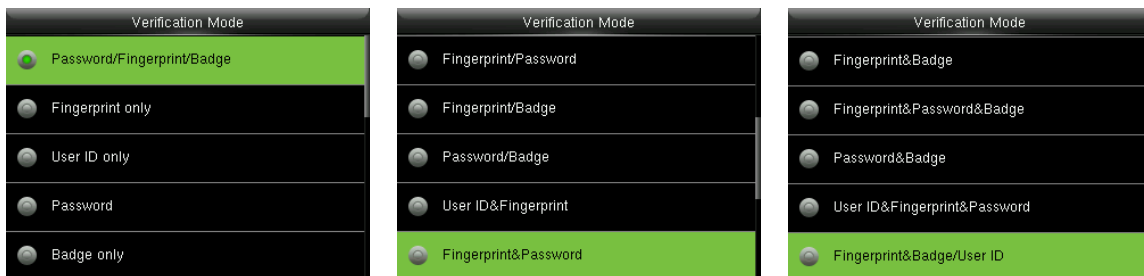 Verification Mode
Password/Fingerprint/Badge
Fingerprint only
User ID only
Password
Badge only
Verification Mode
Fingerprint/Password
Fingerprint/Badge
Password/Badge
User ID&Fingerprint
Fingerprint&Password
Verification Mode
Fingerprint&Badge
Fingerprint&Password&Badge
Password&Badge
User ID&Fingerprint&Password
Fingerprint&Badge/User ID